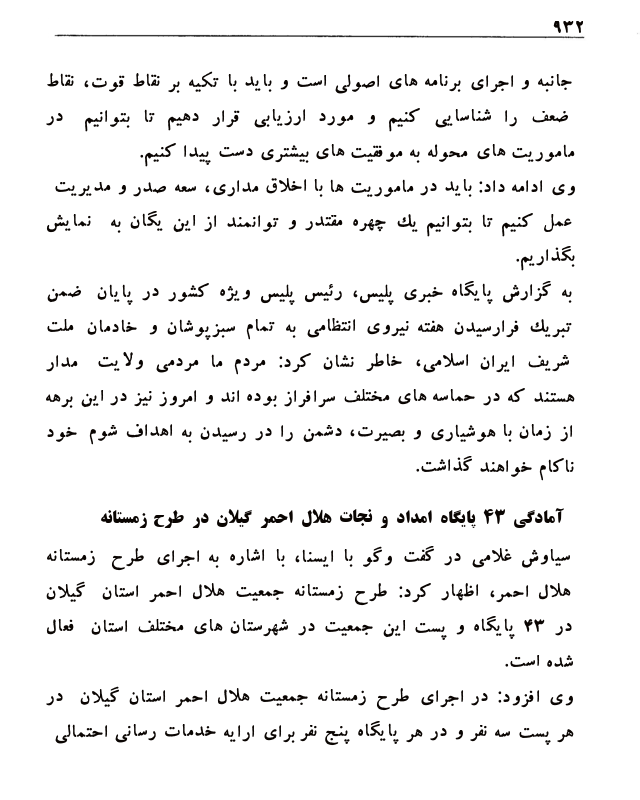 ۹۳۲
جانبه و اجرای برنامه های اصولی است و باید با تکیه بر نقاط قوت، نقاط
ضعف را شناسایی کنیم و مورد ارزیابی قرار دهیم تا بتوانیم در
ماموریت های محوله به موفقیت های بیشتری دست پیدا کنیم.
وی ادامه داد: باید در ماموریت ها با اخلاق مداری، سعه صدر و مدیریت
عمل کنیم تا بتوانیم یك چهره مقتدر و توانمند از این یگان به نمایش
بگذاریم.
به گزارش پایگاه خبری پلیس، رئیس پلیس ویژه کشور در پایان ضمن
تبریك فرارسیدن هفته نیروی انتظامی به تمام سبزپوشان و خادمان ملت
شریف ایران اسلامی، خاطر نشان کرد: مردم ما مردمی ولایت مدار
هستند که در حماسه های مختلف سرافراز بوده اند و امروز نیز در این برهه
از زمان با هوشیاری و بصیرت، دشمن را در رسیدن به اهداف شوم خود
ناکام خواهند گذاشت.
آمادگی ۴۳ پایگاه امداد و نجات هلال احمر گیلان در طرح زمستانه
سیاوش غلامی در گفت وگو با ایسنا، با اشاره به اجرای طرح زمستانه
هلال احمر، اظهار کرد: طرح زمستانه جمعیت هلال احمر استان گیلان
در ۴۳ پایگاه و پست این جمعیت در شهرستان های مختلف استان فعال
شده است.
وی افزود: در اجرای طرح زمستانه جمعیت هلال احمر استان گیلان در
هر پست سه نفر و در هر پایگاه پنج نفر برای ارایه خدمات رسانی احتمالی